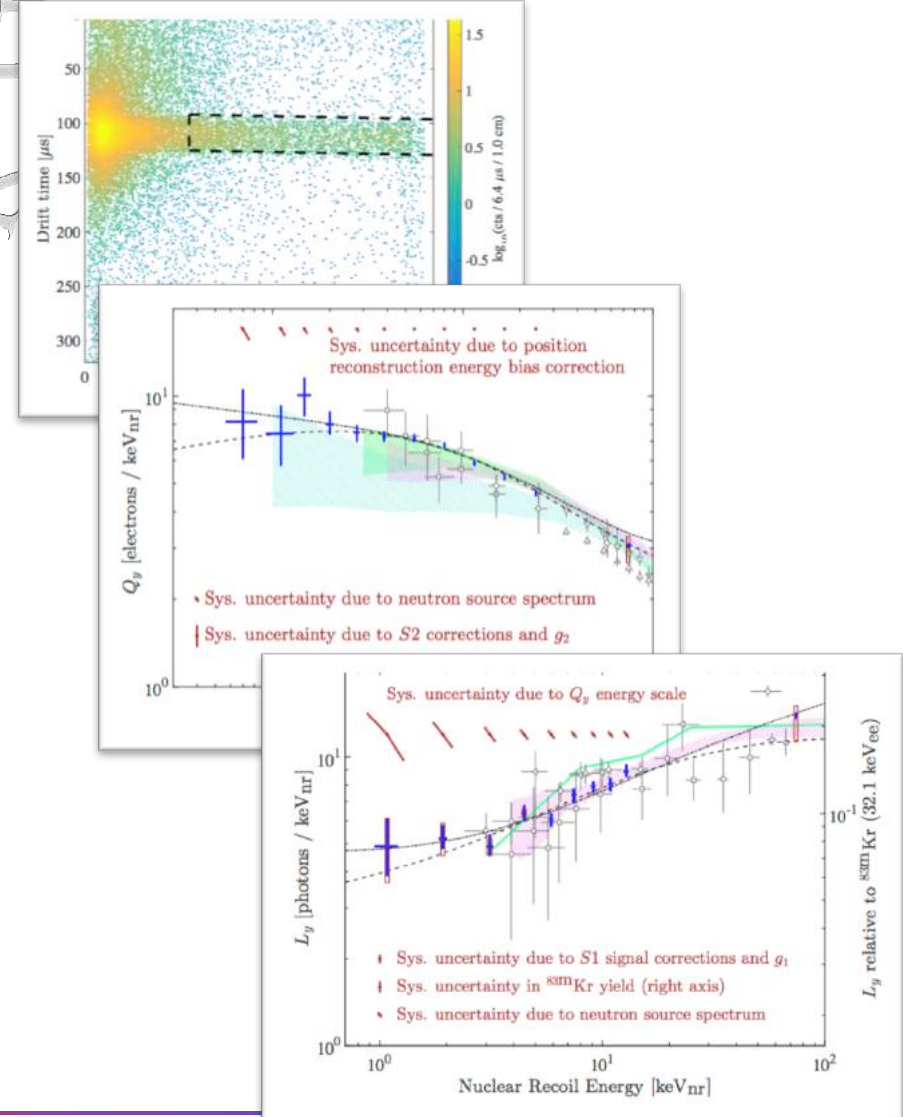 50
100
150
200
250
300
0
Drift time [μs]
1.5
1
0.5
0
-0.5
log₁₀(cts / 6.4 μs / 1.0 cm)
Sys. uncertainty due to position
reconstruction energy bias correction
10¹
10⁰
Qy [electrons / keVnr]
Sys. uncertainty due to neutron source spectrum
Sys. uncertainty due to S2 corrections and g₂
Sys. uncertainty due to Qy energy scale
10¹
10⁰
Ly [photons / keVnr]
10⁻¹
Ly relative to ⁸³ᵐKr (32.1 keVee)
Sys. uncertainty due to S1 signal corrections and g₁
Sys. uncertainty in ⁸³ᵐKr yield (right axis)
Sys. uncertainty due to neutron source spectrum
10⁰ 10¹ 10²
Nuclear Recoil Energy [keVnr]